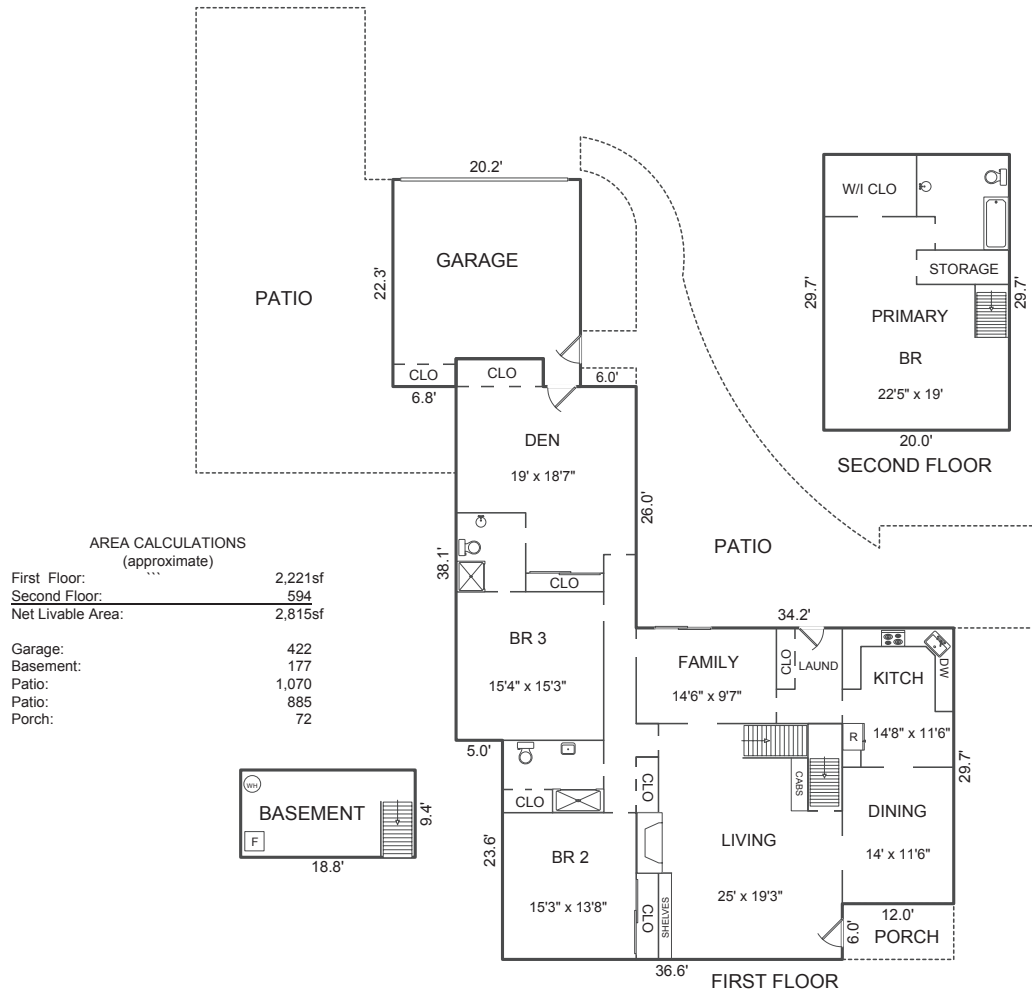 20.2'
GARAGE
22.3'
PATIO
CLO
CLO
6.8'
6.0'
DEN
19' x 18'7"
26.0'
38.1'
CLO
BR 3
15'4" x 15'3"
5.0'
CLO
23.6'
BR 2
15'3" x 13'8"
CLO
CLO
SHELVES
PATIO
34.2'
FAMILY
14'6" x 9'7"
CLO
LAUND
KITCH
DW
14'8" x 11'6"
R
29.7'
CABS
LIVING
25' x 19'3"
DINING
14' x 11'6"
12.0'
6.0'
PORCH
36.6'
FIRST FLOOR
W/I CLO
STORAGE
29.7'
29.7'
PRIMARY
BR
22'5" x 19'
20.0'
SECOND FLOOR
AREA CALCULATIONS
(approximate)
```
First Floor: 2,221sf
Second Floor: 594
Net Livable Area: 2,815sf
Garage: 422
Basement: 177
Patio: 1,070
Patio: 885
Porch: 72
WH
BASEMENT
F
9.4'
18.8'